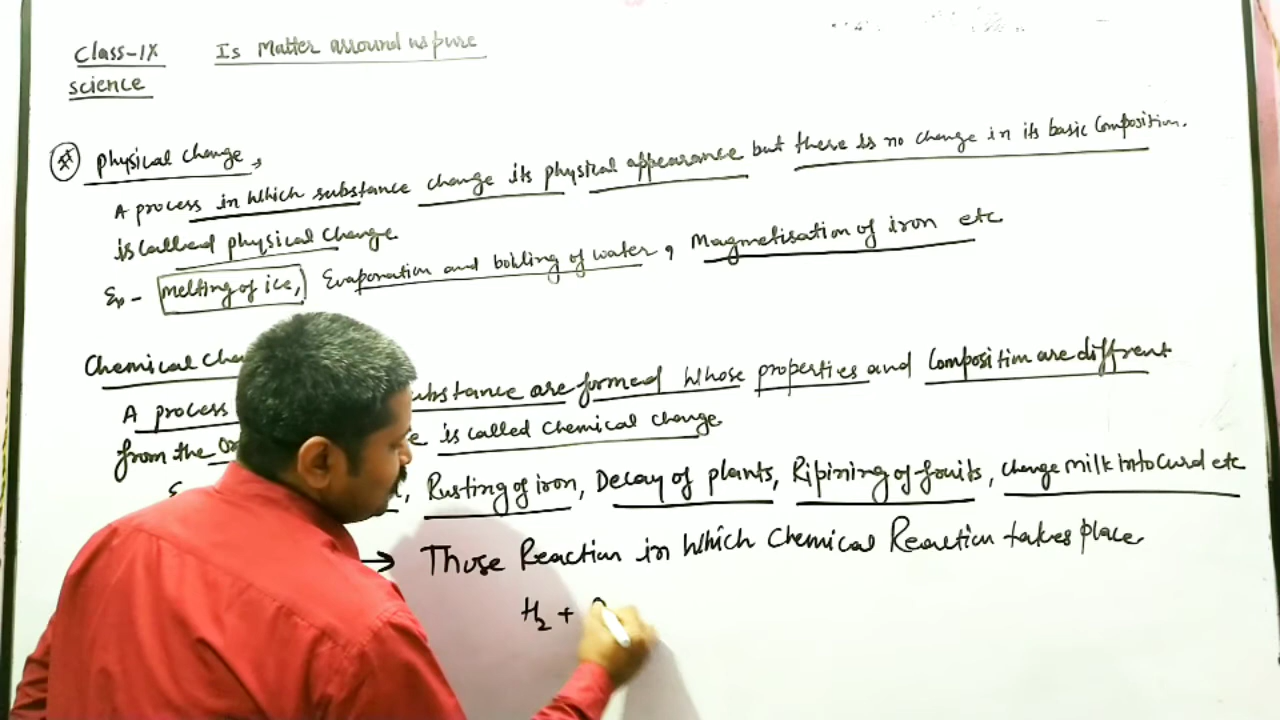 Class-IX Is Matter arround us pure
science
physical change,
A process in which substance change its physical appearance but there is no change in its basic Composition.
is called physical change
Ex - melting of ice, Evaporation and boiling of water, Magnetisation of iron etc
Chemical
A process substance are formed whose properties and Composition are diffrent
from the is called Chemical change
Rusting of iron, Decay of plants, Ripining of fruits, change milk into Curd etc
→ Those Reaction in which Chemical Reaction takes place
H2 +